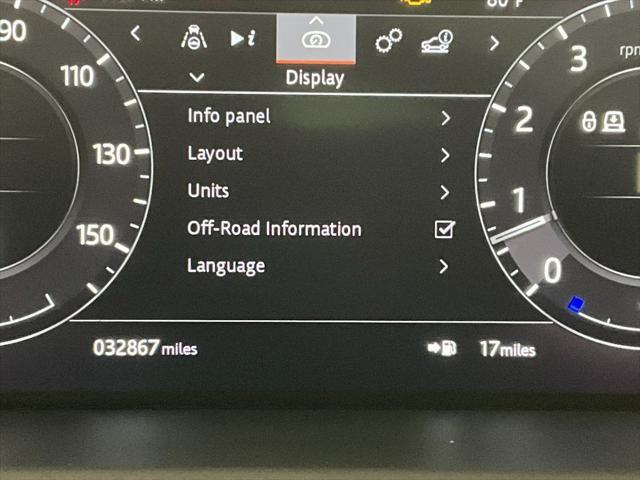 80°F
90
110
130
150
Display
Info panel
Layout
Units
Off-Road Information
Language
032867 miles
17 miles
rpm
3
2
1
0